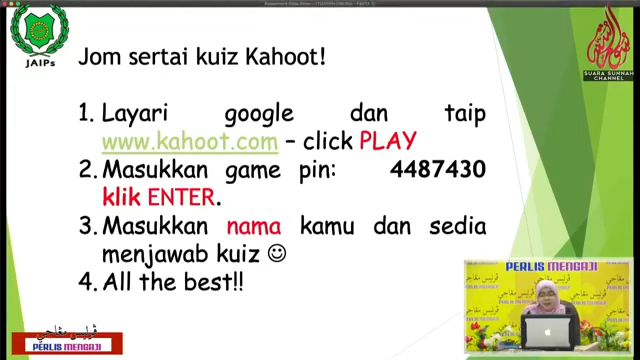 JAIPs
SUARA SUNNAH
CHANNEL
Jom sertai kuiz Kahoot!
1. Layari google dan taip
www.kahoot.com – click PLAY
2. Masukkan game pin: 4487430
klik ENTER.
3. Masukkan nama kamu dan sedia
menjawab kuiz ☺
4. All the best!!
PERLIS MENGAJI
ڤرليس مڠاجي
PERLIS MENGAJI